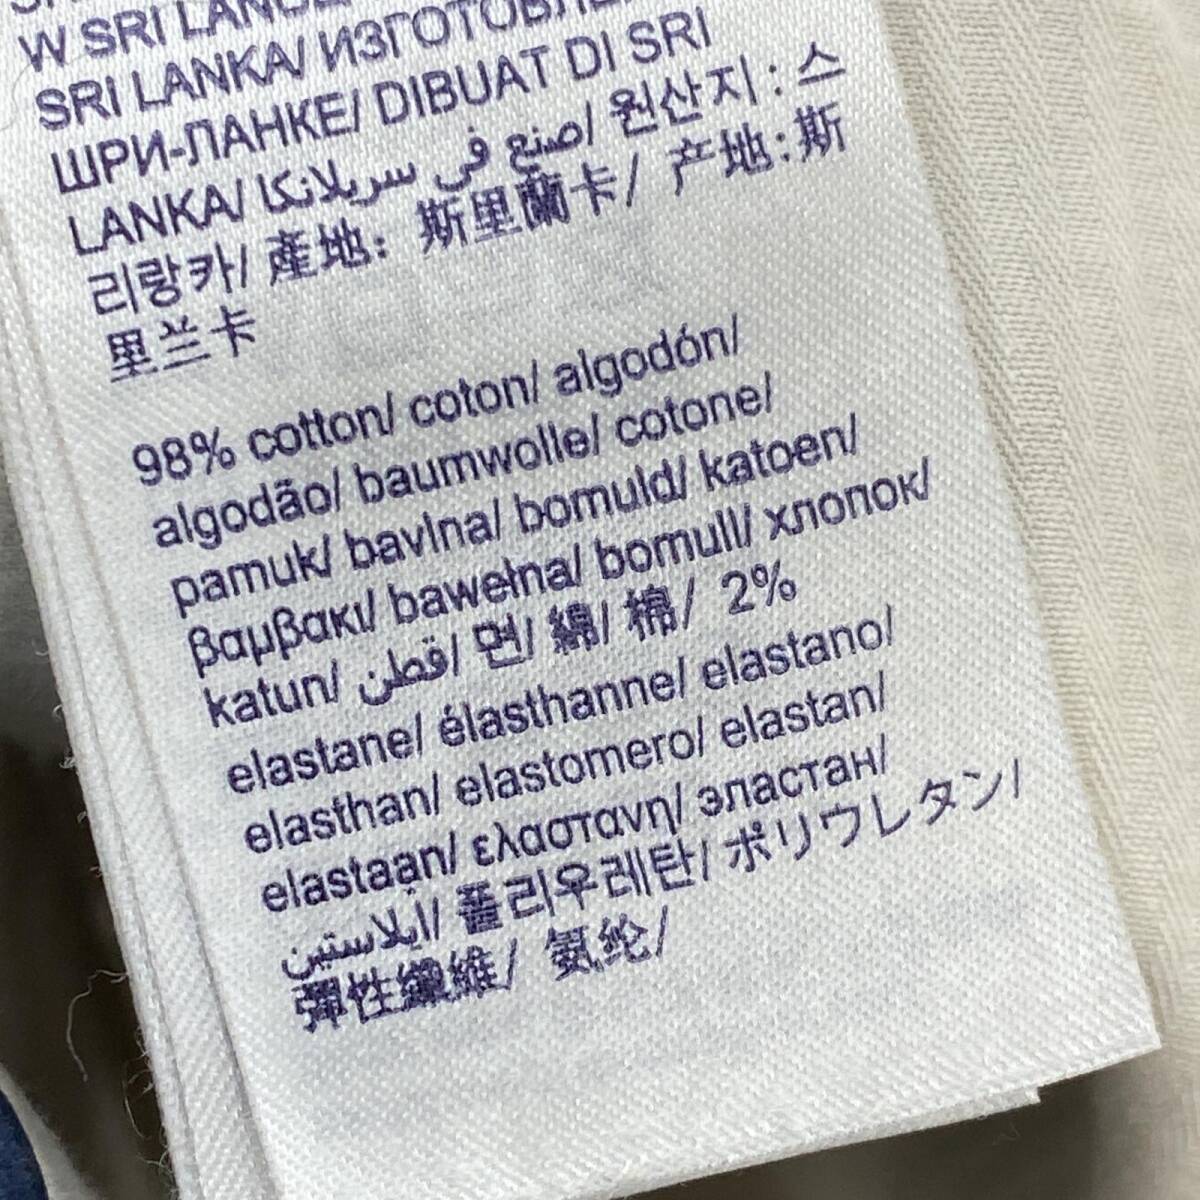 W SRI
SRI LANKA/
ШРИ-ЛАНКЕ/ DIBUAT DI SRI
LANKA/ صنع في سريلانكا/ 원산지 : 스
리랑카/ 產地: 斯里蘭卡/ 产地:斯
里兰卡
98% cotton/ coton/ algodón/
algodão/ baumwolle/ cotone/
pamuk/ bavlna/ bomuld/ katoen/
βαμβακι/ bawełna/ bomull/ хлопок/
katun/ قطن/ 면/ 綿/ 棉/ 2%
elastane/ élasthanne/ elastano/
elasthan/ elastomero/ elastan/
elastaan/ ελαστανη/ эластан/
إيلاستين/ 폴리우레탄/ ポリウレタン/
彈性纖維/ 氨纶/